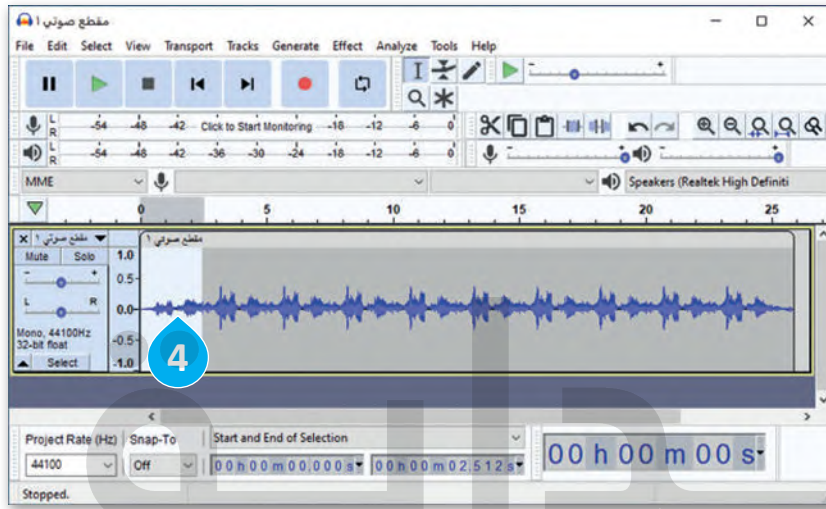 مقطع صوتي ١
File Edit Select View Transport Tracks Generate Effect Analyze Tools Help
L
R
-54 -48 -42 Click to Start Monitoring -18 -12 -6 0
L
R
-54 -48 -42 -36 -30 -24 -18 -12 -6 0
MME
Speakers (Realtek High Definiti
0 5 10 15 20 25
مقطع صوتي ١
مقطع صوتي ١
Mute Solo
- +
L R
Mono, 44100Hz
32-bit float
Select
1.0
0.5
0.0
-0.5
-1.0
4
Project Rate (Hz) Snap-To Start and End of Selection
44100 Off 00 h 00 m 00.000 s 00 h 00 m 02.512 s 00 h 00 m 00 s
Stopped.